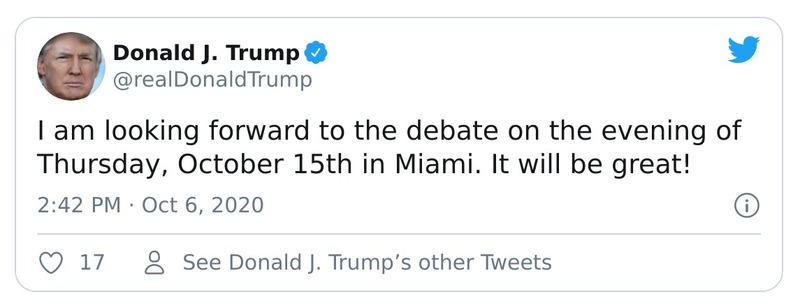 Donald J. Trump
@realDonaldTrump
I am looking forward to the debate on the evening of
Thursday, October 15th in Miami. It will be great!
2:42 PM · Oct 6, 2020
17
See Donald J. Trump’s other Tweets